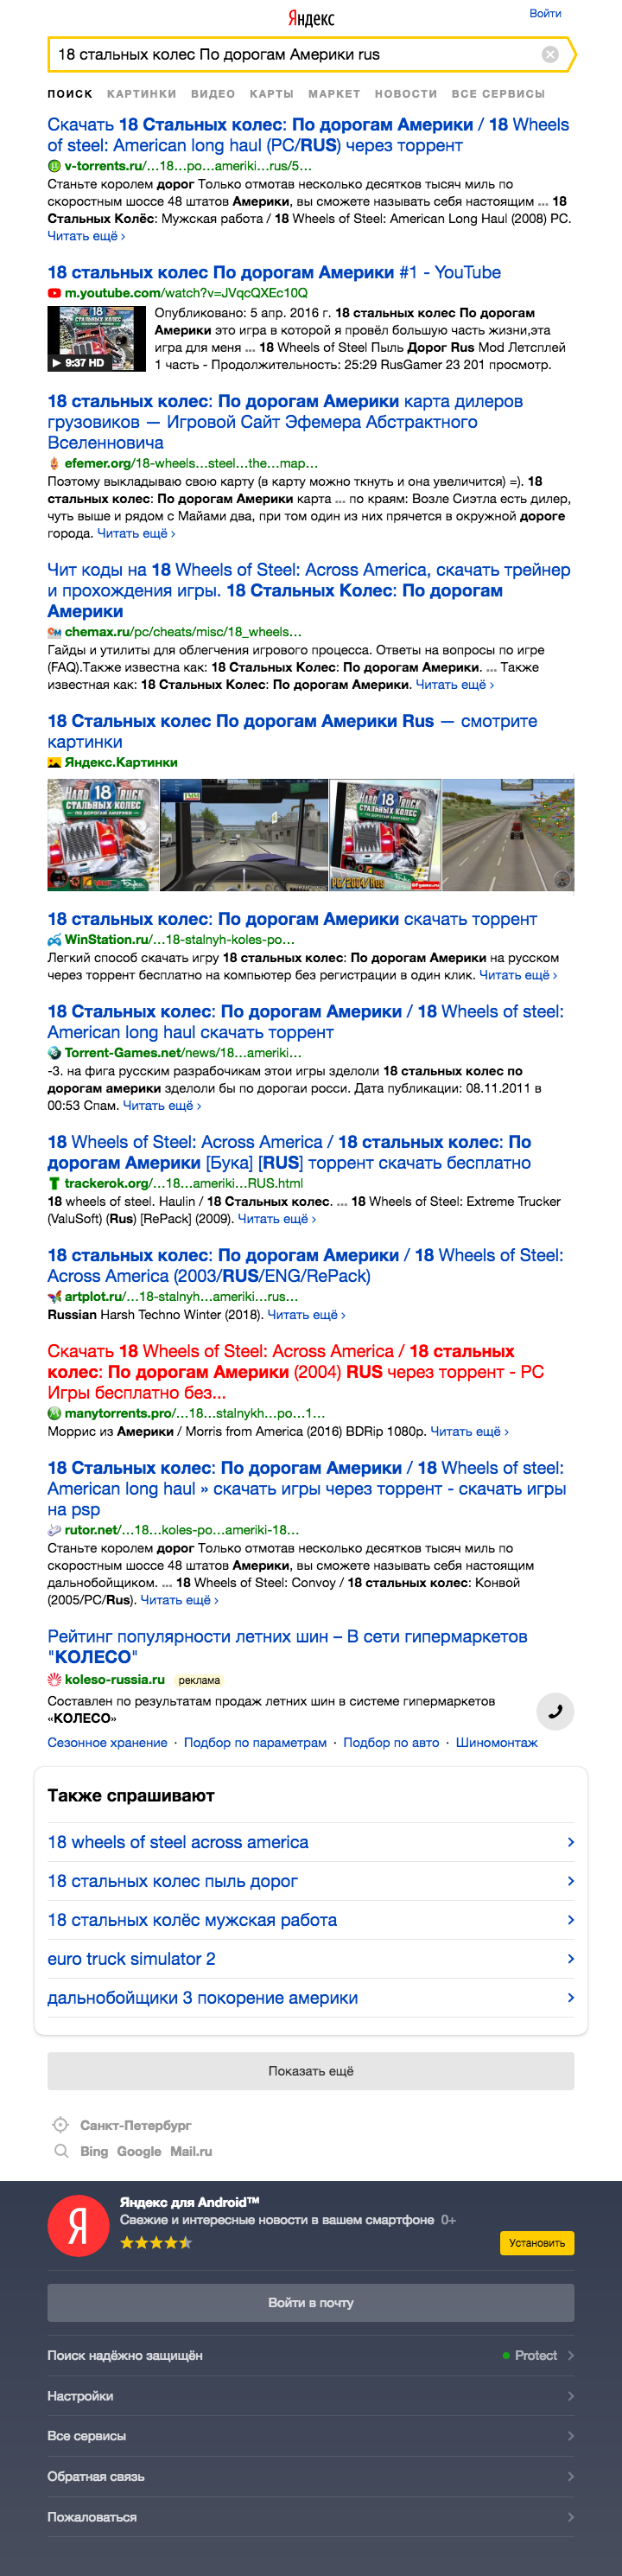 Войти
Яндекс
18 стальных колес По дорогам Америки rus
ПОИСК КАРТИНКИ ВИДЕО КАРТЫ МАРКЕТ НОВОСТИ ВСЕ СЕРВИСЫ
Скачать 18 Стальных колес: По дорогам Америки / 18 Wheels
of steel: American long haul (PC/RUS) через торрент
v-torrents.ru/...18...po...ameriki...rus/5...
Станьте королем дорог Только отмотав несколько десятков тысяч миль по
скоростным шоссе 48 штатов Америки, вы сможете называть себя настоящим ... 18
Стальных Колёс: Мужская работа / 18 Wheels of Steel: American Long Haul (2008) PC.
Читать ещё ›
18 стальных колес По дорогам Америки #1 - YouTube
m.youtube.com/watch?v=JVqcQXEc10Q
Опубликовано: 5 апр. 2016 г. 18 стальных колес По дорогам
Америки это игра в которой я провёл большую часть жизни,эта
игра для меня ... 18 Wheels of Steel Пыль Дорог Rus Mod Летсплей
1 часть - Продолжительность: 25:29 RusGamer 23 201 просмотр.
9:37 HD
18 стальных колес: По дорогам Америки карта дилеров
грузовиков — Игровой Сайт Эфемера Абстрактного
Вселенновича
efemer.org/18-wheels...steel...the...map...
Поэтому выкладываю свою карту (в карту можно ткнуть и она увеличится) =). 18
стальных колес: По дорогам Америки карта ... по краям: Возле Сиэтла есть дилер,
чуть выше и рядом с Майами два, при том один из них прячется в окружной дороге
города. Читать ещё ›
Чит коды на 18 Wheels of Steel: Across America, скачать трейнер
и прохождения игры. 18 Стальных Колес: По дорогам
Америки
chemax.ru/pc/cheats/misc/18_wheels...
Гайды и утилиты для облегчения игрового процесса. Ответы на вопросы по игре
(FAQ).Также известна как: 18 Стальных Колес: По дорогам Америки. ... Также
известная как: 18 Стальных Колес: По дорогам Америки. Читать ещё ›
18 Стальных колес По дорогам Америки Rus — смотрите
картинки
Яндекс.Картинки
18 стальных колес: По дорогам Америки скачать торрент
WinStation.ru/...18-stalnyh-koles-po...
Легкий способ скачать игру 18 стальных колес: По дорогам Америки на русском
через торрент бесплатно на компьютер без регистрации в один клик. Читать ещё ›
18 Стальных колес: По дорогам Америки / 18 Wheels of steel:
American long haul скачать торрент
Torrent-Games.net/news/18...ameriki...
-3. на фига русским разработчикам этои игры зделоли 18 стальных колес по
дорогам америки зделоли бы по дорогаи росси. Дата публикации: 08.11.2011 в
00:53 Спам. Читать ещё ›
18 Wheels of Steel: Across America / 18 стальных колес: По
дорогам Америки [Бука] [RUS] торрент скачать бесплатно
trackerok.org/...18...ameriki...RUS.html
18 wheels of steel. Haulin / 18 Стальных колес. ... 18 Wheels of Steel: Extreme Trucker
(ValuSoft) (Rus) [RePack] (2009). Читать ещё ›
18 стальных колес: По дорогам Америки / 18 Wheels of Steel:
Across America (2003/RUS/ENG/RePack)
artplot.ru/...18-stalnyh...ameriki...rus...
Russian Harsh Techno Winter (2018). Читать ещё ›
Скачать 18 Wheels of Steel: Across America / 18 стальных
колес: По дорогам Америки (2004) RUS через торрент - PC
Игры бесплатно без...
manytorrents.pro/...18...stalnykh...po...1...
Моррис из Америки / Morris from America (2016) BDRip 1080p. Читать ещё ›
18 Стальных колес: По дорогам Америки / 18 Wheels of steel:
American long haul » скачать игры через торрент - скачать игры
на psp
rutor.net/...18...koles-po...ameriki-18...
Станьте королем дорог Только отмотав несколько десятков тысяч миль по
скоростным шоссе 48 штатов Америки, вы сможете называть себя настоящим
дальнобойщиком. ... 18 Wheels of Steel: Convoy / 18 стальных колес: Конвой
(2005/PC/Rus). Читать ещё ›
Рейтинг популярности летних шин – В сети гипермаркетов
"КОЛЕСО"
koleso-russia.ru реклама
Составлен по результатам продаж летних шин в системе гипермаркетов
«КОЛЕСО»
Сезонное хранение · Подбор по параметрам · Подбор по авто · Шиномонтаж
Также спрашивают
18 wheels of steel across america
18 стальных колес пыль дорог
18 стальных колёс мужская работа
euro truck simulator 2
дальнобойщики 3 покорение америки
Показать ещё
Санкт-Петербург
Bing Google Mail.ru
Яндекс для Android™
Свежие и интересные новости в вашем смартфоне 0+
Установить
Войти в почту
Поиск надёжно защищён Protect
Настройки
Все сервисы
Обратная связь
Пожаловаться